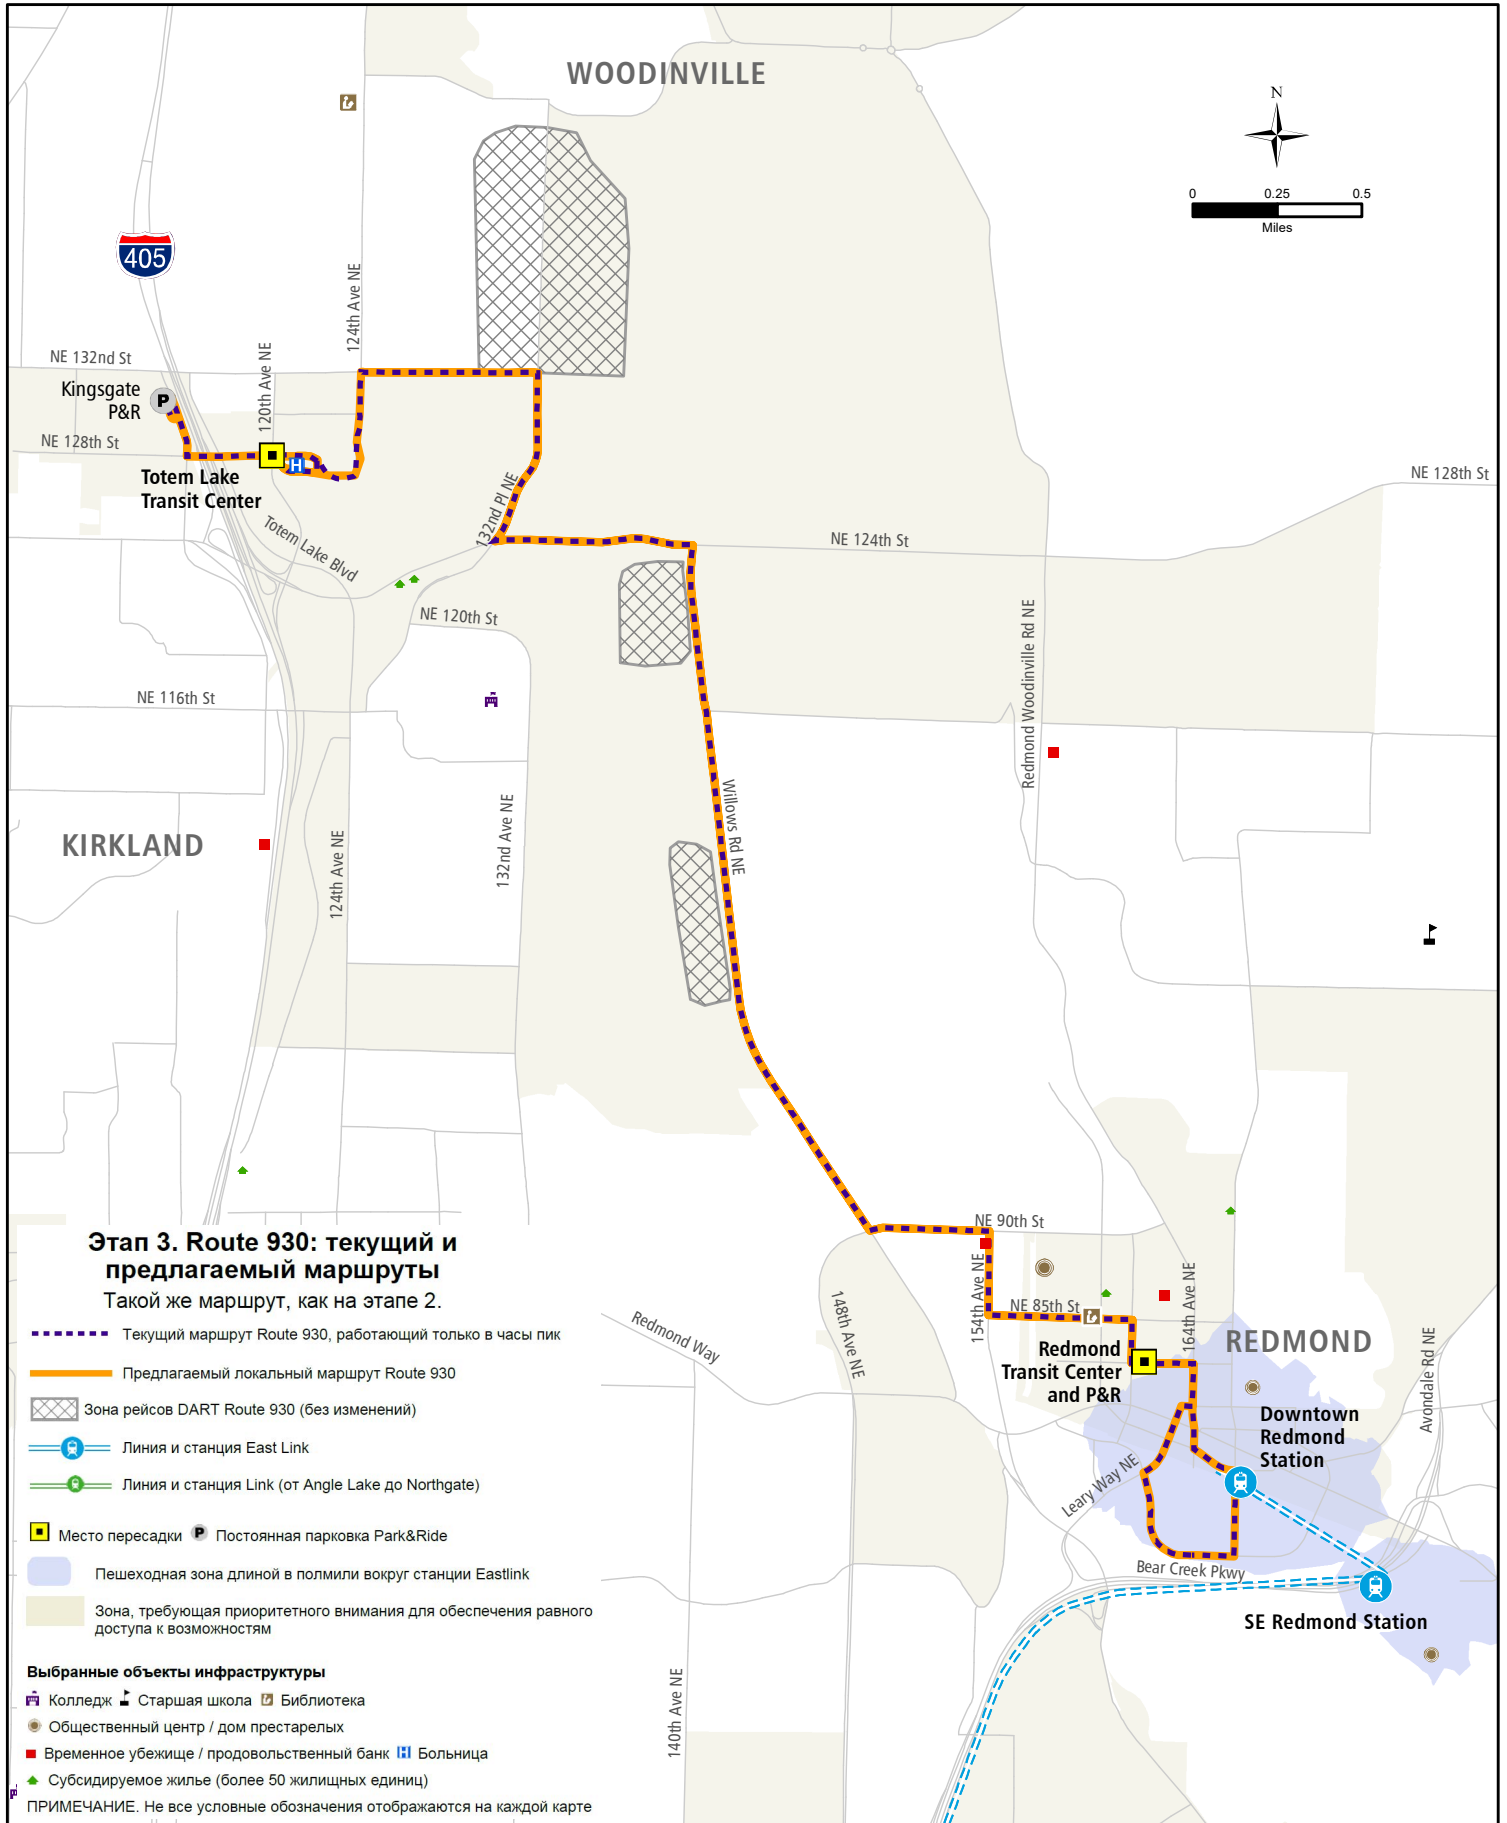 WOODINVILLE
N
0 0.25 0.5
Miles
405
124th Ave NE
NE 132nd St
120th Ave NE
Kingsgate
P&R
P
NE 128th St
H
Totem Lake
Transit Center
132nd Pl NE
NE 128th St
Totem Lake Blvd
NE 124th St
NE 120th St
Redmond Woodinville Rd NE
NE 116th St
Willows Rd NE
KIRKLAND
124th Ave NE
132nd Ave NE
NE 90th St
154th Ave NE
NE 85th St
164th Ave NE
148th Ave NE
Redmond Way
REDMOND
Redmond
Transit Center
and P&R
Avondale Rd NE
Downtown
Redmond
Station
Leary Way NE
Bear Creek Pkwy
SE Redmond Station
140th Ave NE
Этап 3. Route 930: текущий и
предлагаемый маршруты
Такой же маршрут, как на этапе 2.
Текущий маршрут Route 930, работающий только в часы пик
Предлагаемый локальный маршрут Route 930
Зона рейсов DART Route 930 (без изменений)
Линия и станция East Link
Линия и станция Link (от Angle Lake до Northgate)
Место пересадки P Постоянная парковка Park&Ride
Пешеходная зона длиной в полмили вокруг станции Eastlink
Зона, требующая приоритетного внимания для обеспечения равного
доступа к возможностям
Выбранные объекты инфраструктуры
Колледж Старшая школа Библиотека
Общественный центр / дом престарелых
Временное убежище / продовольственный банк H Больница
Субсидируемое жилье (более 50 жилищных единиц)
ПРИМЕЧАНИЕ. Не все условные обозначения отображаются на каждой карте